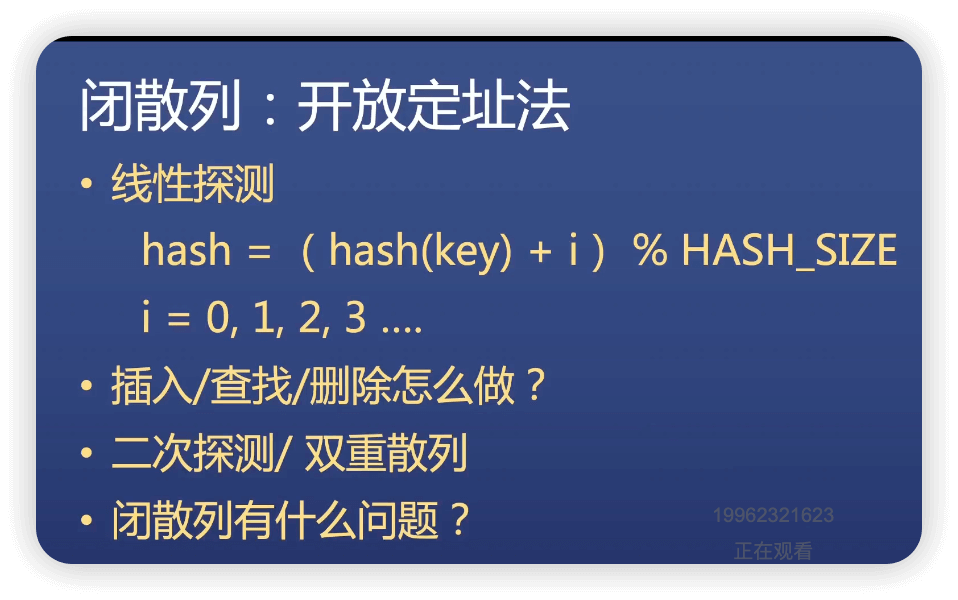 闭散列：开放定址法
• 线性探测
hash = （ hash(key) + i ） % HASH_SIZE
i = 0, 1, 2, 3 ....
• 插入/查找/删除怎么做？
• 二次探测/ 双重散列
• 闭散列有什么问题？
19962321623
正在观看